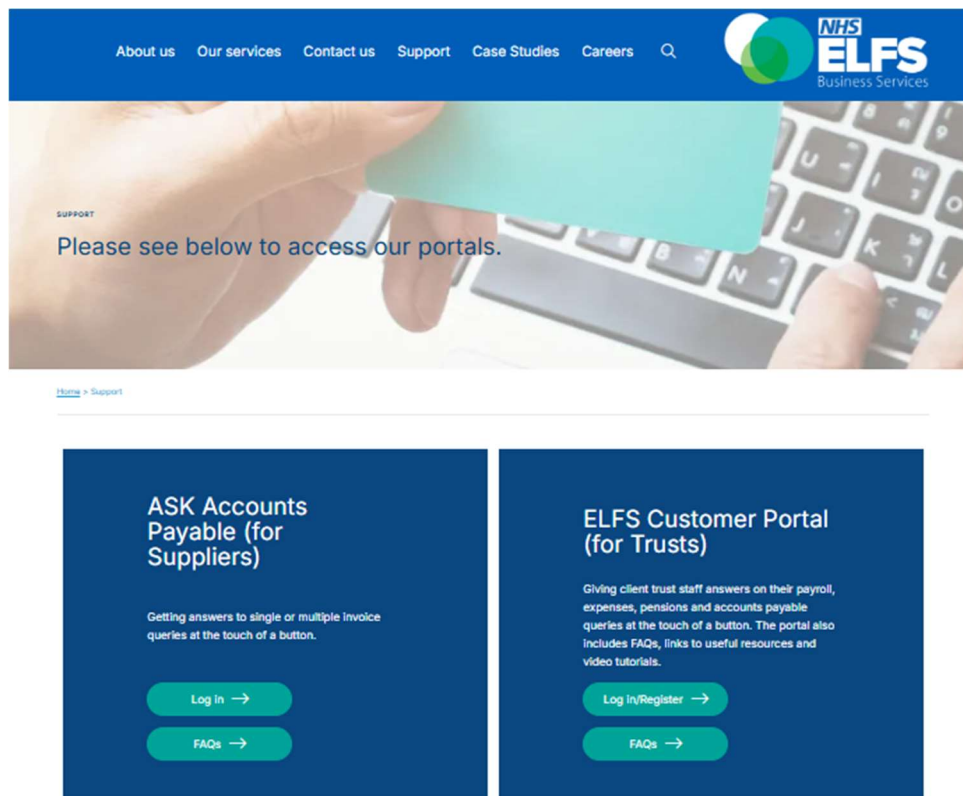 About us Our services Contact us Support Case Studies Careers
NHS
ELFS
Business Services
SUPPORT
Please see below to access our portals.
Home > Support
ASK Accounts
Payable (for
Suppliers)
Getting answers to single or multiple invoice
queries at the touch of a button.
Log in →
FAQs →
ELFS Customer Portal
(for Trusts)
Giving client trust staff answers on their payroll,
expenses, pensions and accounts payable
queries at the touch of a button. The portal also
includes FAQs, links to useful resources and
video tutorials.
Log in/Register →
FAQs →